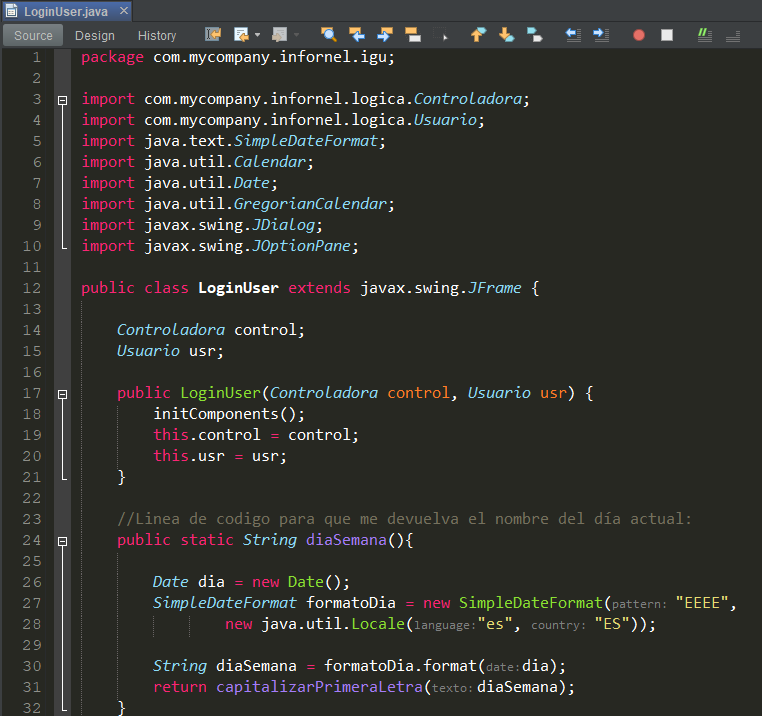 LoginUser.java
Source Design History
1 package com.mycompany.infornel.igu;
2
3 import com.mycompany.infornel.logica.Controladora;
4 import com.mycompany.infornel.logica.Usuario;
5 import java.text.SimpleDateFormat;
6 import java.util.Calendar;
7 import java.util.Date;
8 import java.util.GregorianCalendar;
9 import javax.swing.JDialog;
10 import javax.swing.JOptionPane;
11
12 public class LoginUser extends javax.swing.JFrame {
13
14 Controladora control;
15 Usuario usr;
16
17 public LoginUser(Controladora control, Usuario usr) {
18 initComponents();
19 this.control = control;
20 this.usr = usr;
21 }
22
23 //Linea de codigo para que me devuelva el nombre del día actual:
24 public static String diaSemana(){
25
26 Date dia = new Date();
27 SimpleDateFormat formatoDia = new SimpleDateFormat(pattern: "EEEE",
28 new java.util.Locale(language:"es", country: "ES"));
29
30 String diaSemana = formatoDia.format(date:dia);
31 return capitalizarPrimeraLetra(texto:diaSemana);
32 }